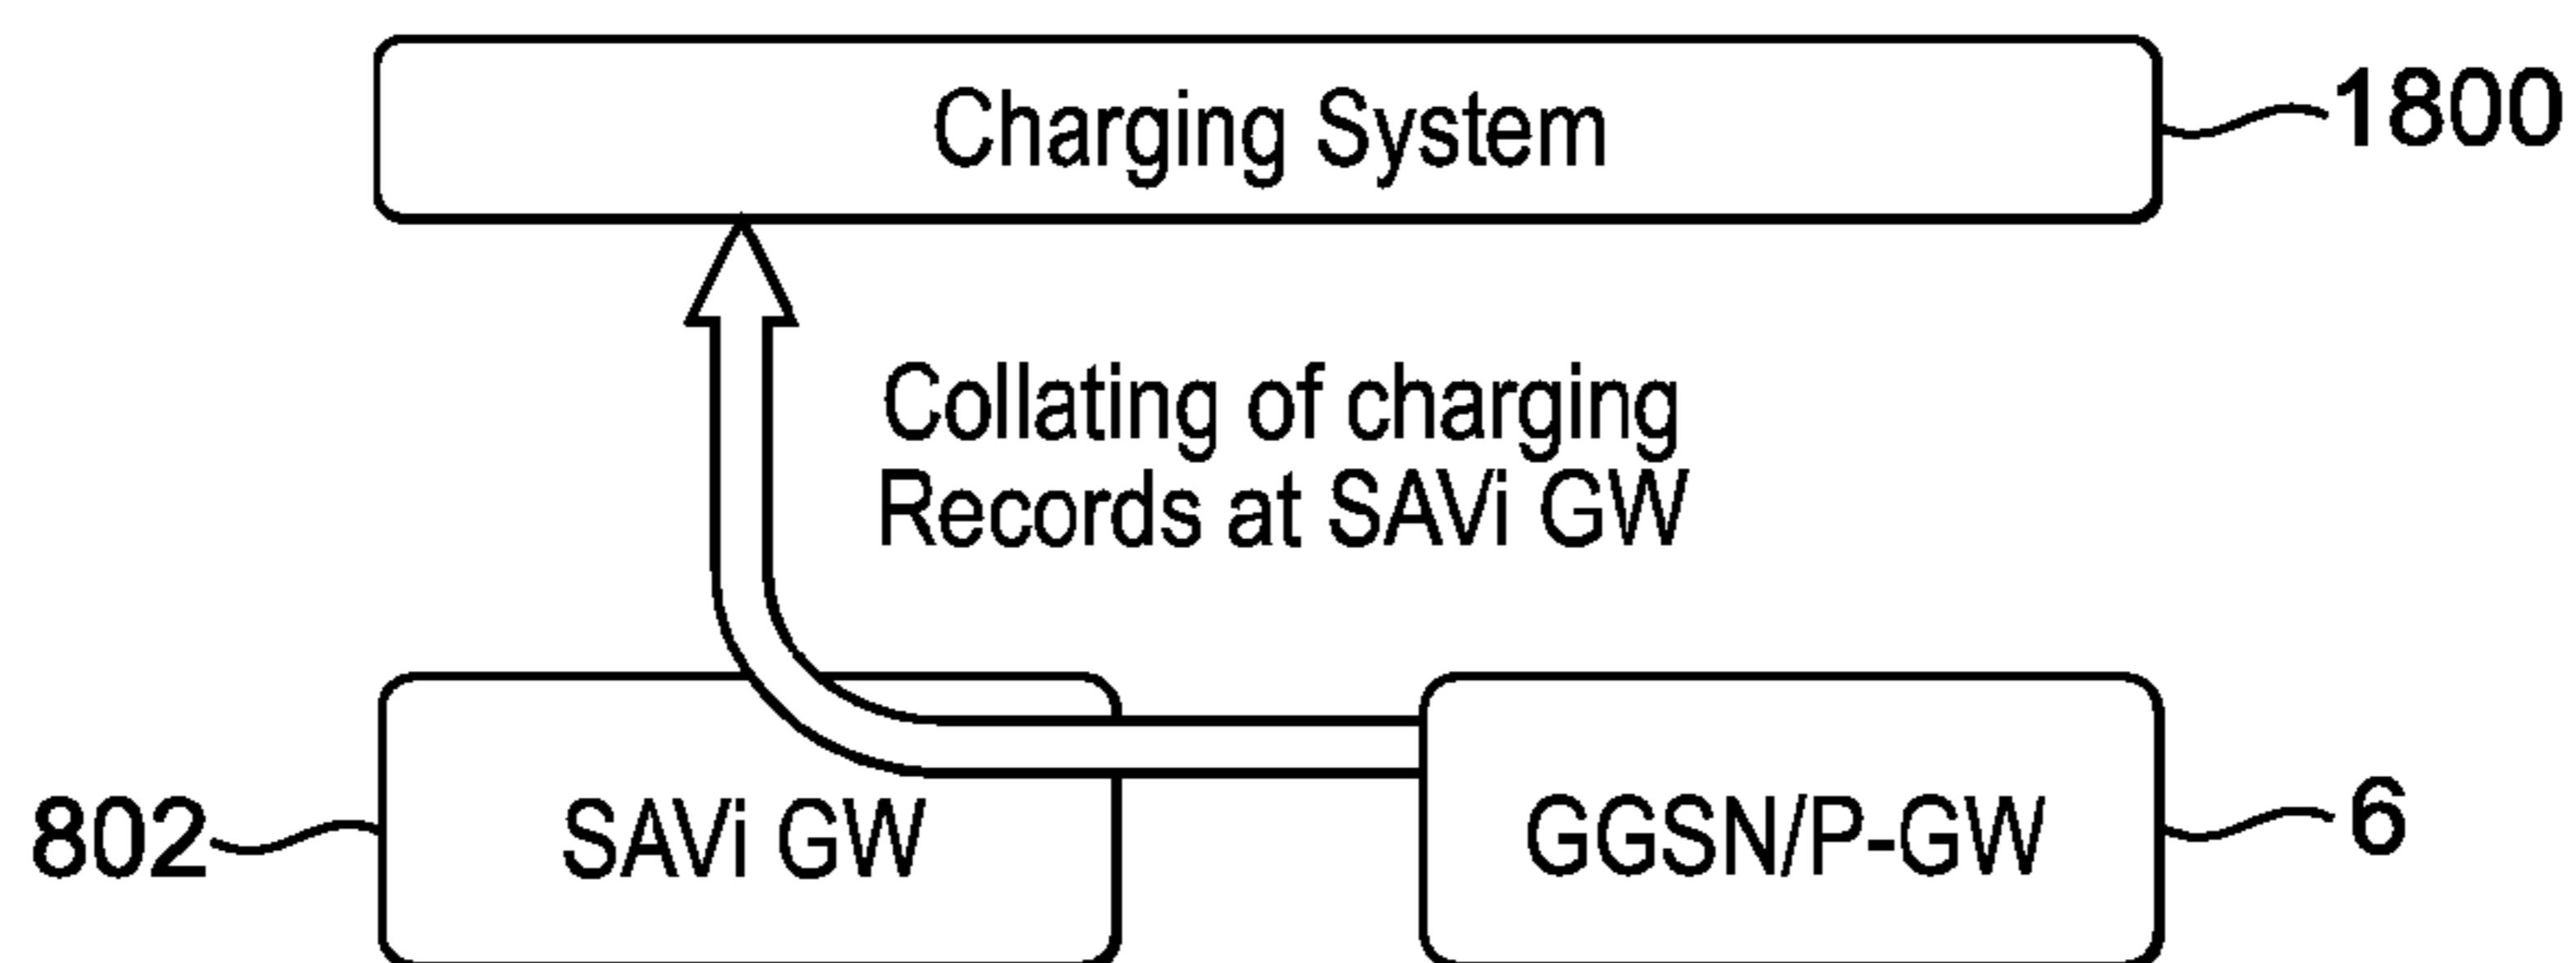 Charging System
1800
Collating of charging
Records at SAVi GW
802
SAVi GW
GGSN/P-GW
6